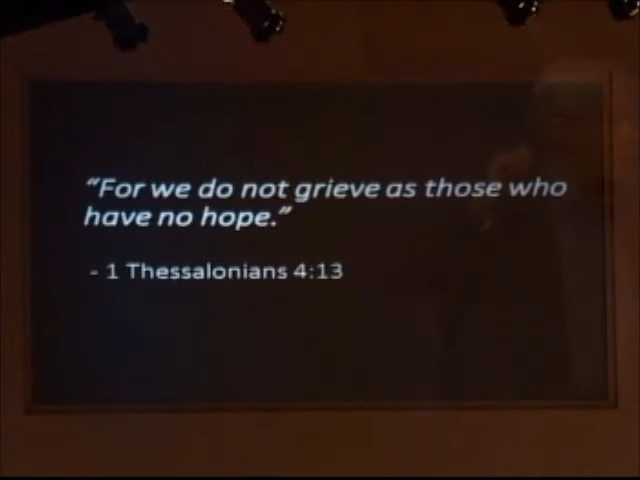 “For we do not grieve as those who
have no hope.”
- 1 Thessalonians 4:13